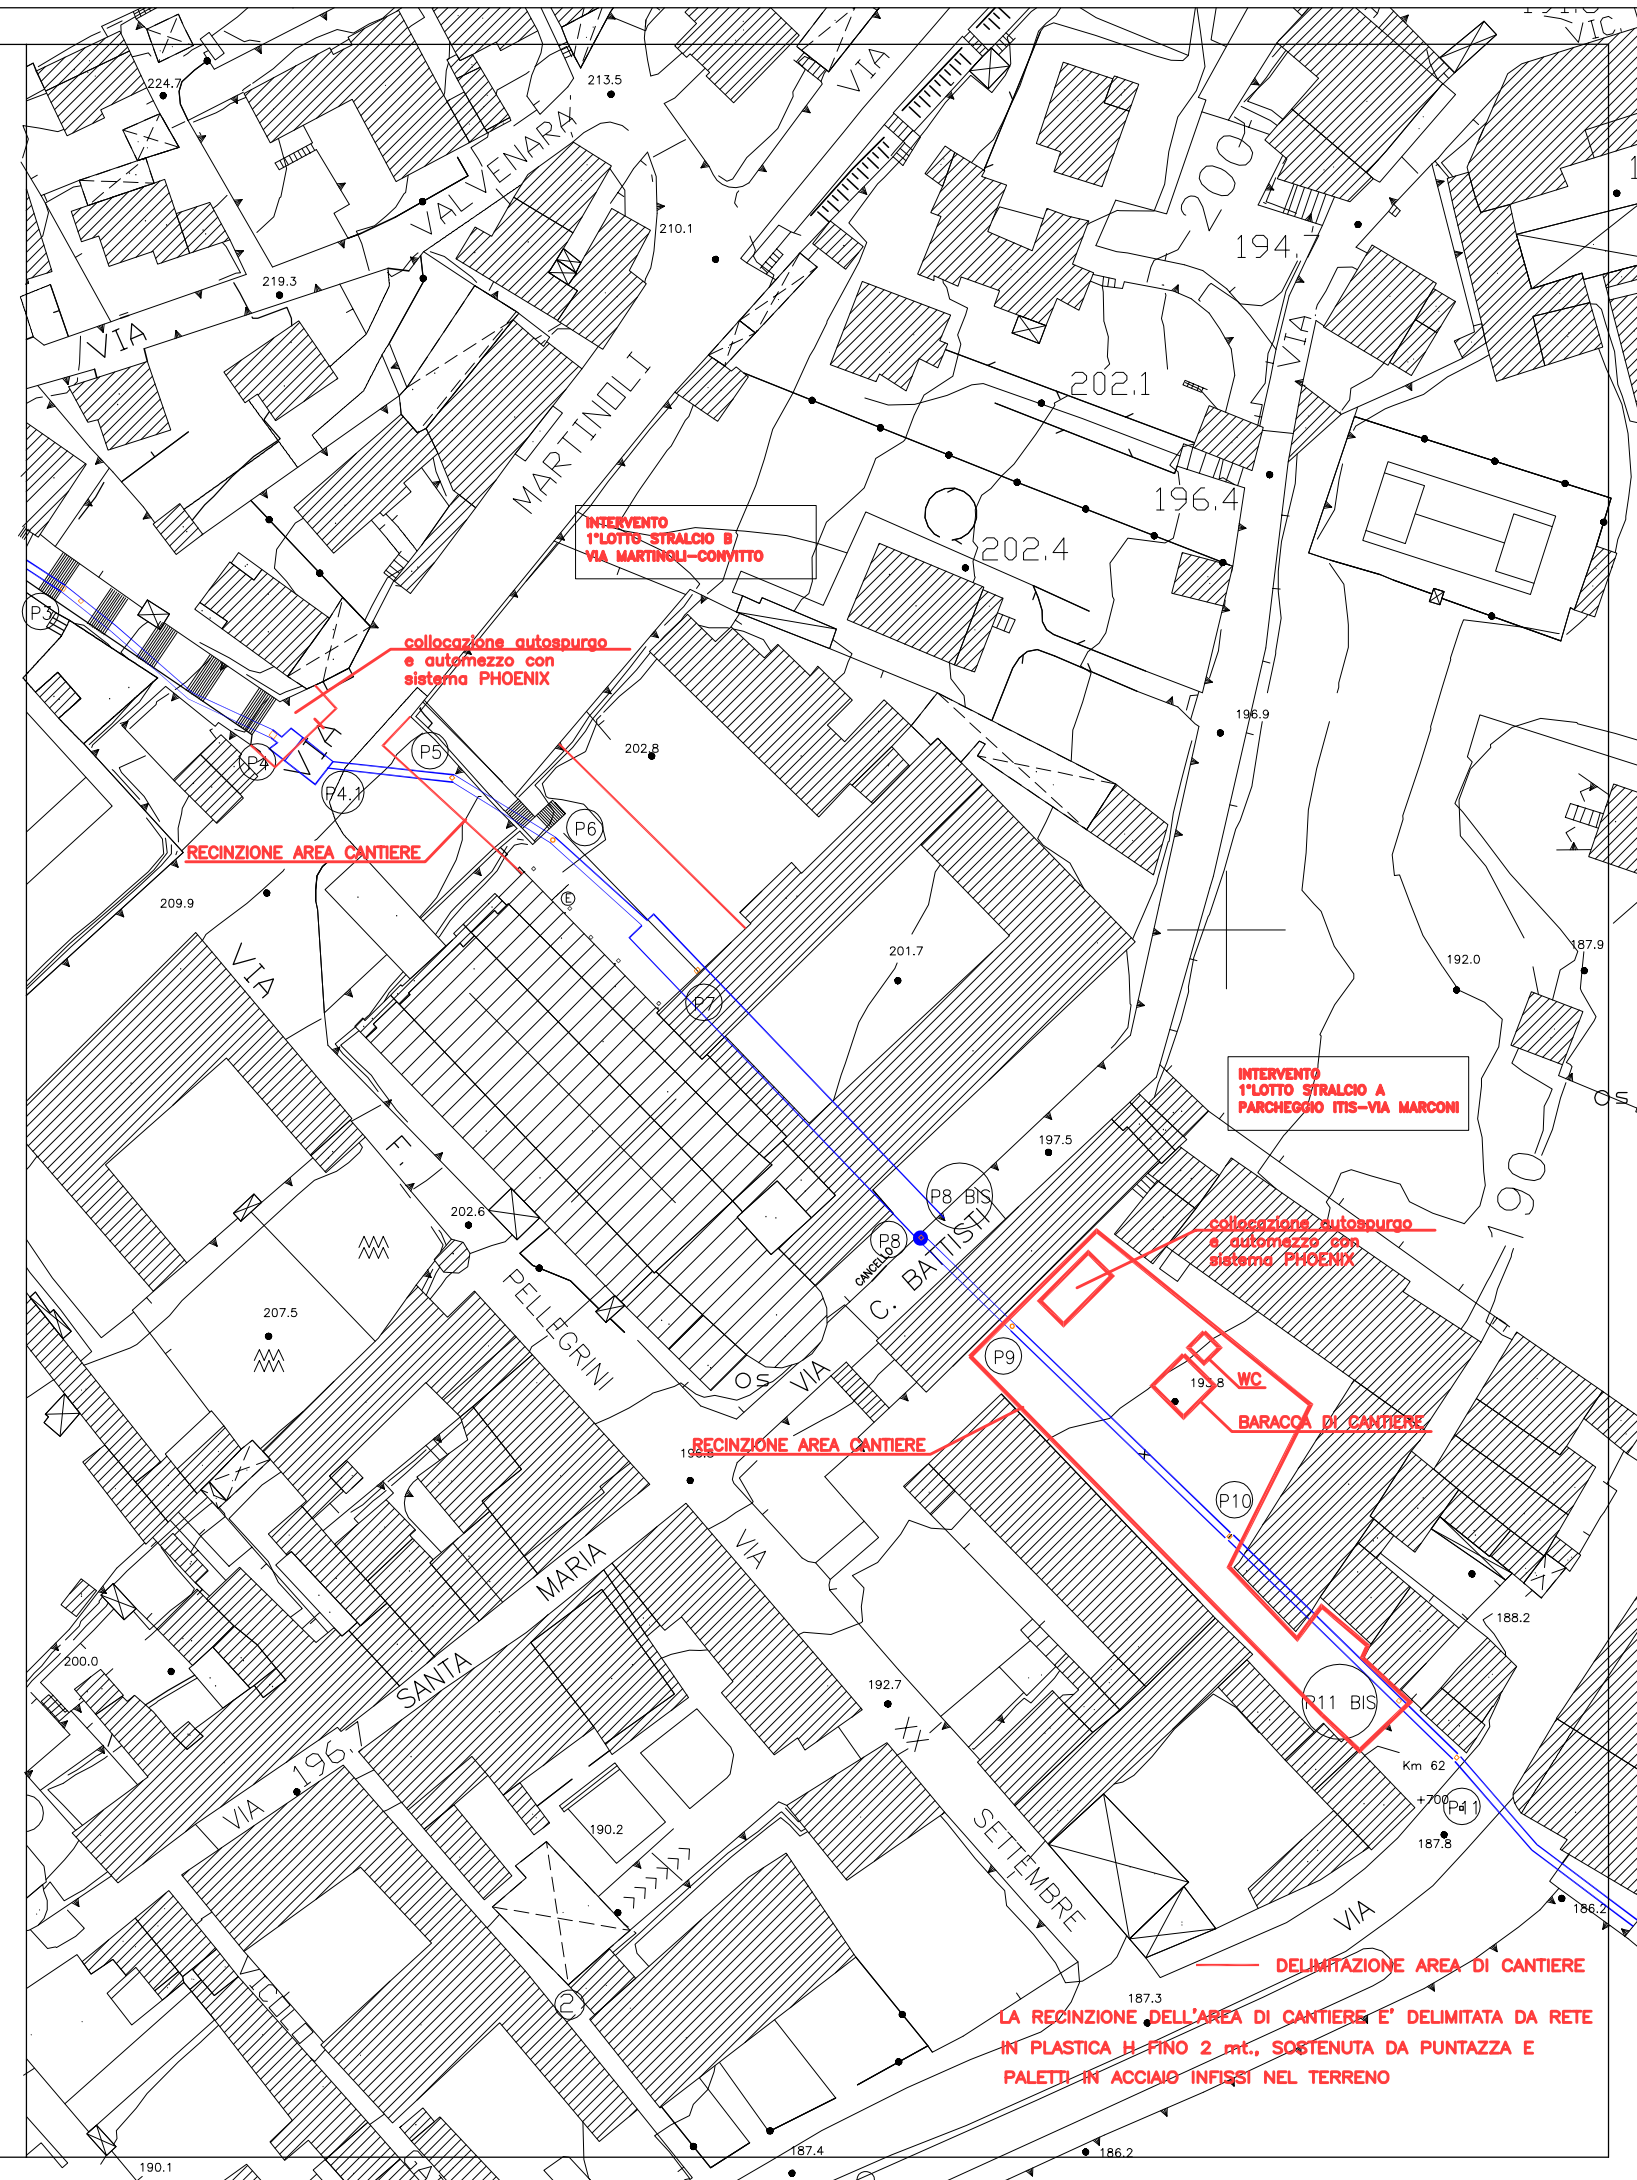 VIC.
224.7
213.5
VIA
VALVENARA
200
194.7
210.1
219.3
VIA
VIA
MARTINOLI
202.1
196.4
INTERVENTO
1°LOTTO STRALCIO B
VIA MARTINOLI-CONVITTO
202.4
P3
collocazione autospurgo
e automezzo con
sistema PHOENIX
196.9
202.8
P5
P4
VIA
P4.1
P6
RECINZIONE AREA CANTIERE
209.9
E
VIA
201.7
192.0
187.9
P7
INTERVENTO
1°LOTTO STRALCIO A
PARCHEGGIO ITIS-VIA MARCONI
OS
197.5
F.
190
P8 BIS
202.6
collocazione autospurgo
e automezzo con
sistema PHOENIX
P8
CANCELLO
C. BATTISTI
PELLEGRINI
207.5
P9
WC
OS
VIA
BARACCA DI CANTIERE
RECINZIONE AREA CANTIERE
P10
VIA
MARIA
188.2
200.0
SANTA
192.7
P11 BIS
XX
196.
Km 62
+700
P11
VIA
190.2
187.8
SETTEMBRE
186.2
VIA
DELIMITAZIONE AREA DI CANTIERE
2
187.3
LA RECINZIONE DELL'AREA DI CANTIERE E' DELIMITATA DA RETE
IN PLASTICA H FINO 2 mt., SOSTENUTA DA PUNTAZZA E
PALETTI IN ACCIAIO INFISSI NEL TERRENO
190.1
187.4
186.2